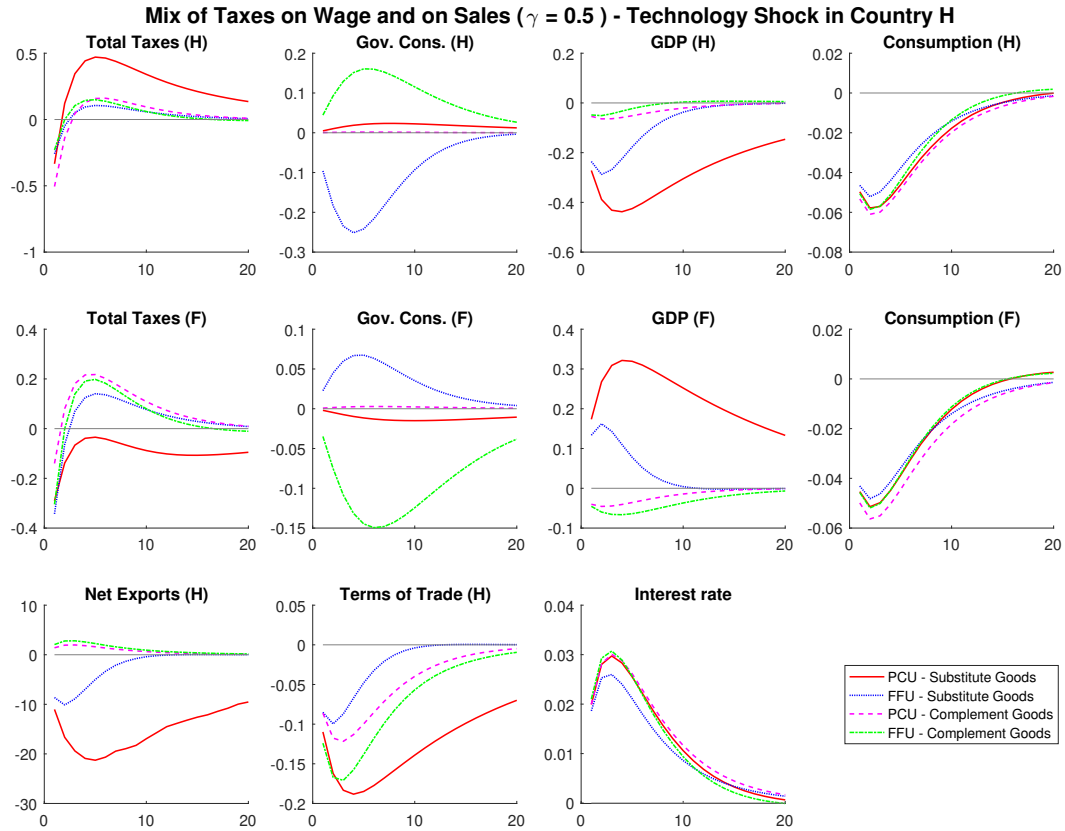 Mix of Taxes on Wage and on Sales ( γ = 0.5 ) - Technology Shock in Country H
Total Taxes (H)
0.5
0
-0.5
-1
0 10 20
Gov. Cons. (H)
0.2
0.1
0
-0.1
-0.2
-0.3
0 10 20
GDP (H)
0.2
0
-0.2
-0.4
-0.6
0 10 20
Consumption (H)
0.02
0
-0.02
-0.04
-0.06
-0.08
0 10 20
Total Taxes (F)
0.4
0.2
0
-0.2
-0.4
0 10 20
Gov. Cons. (F)
0.1
0.05
0
-0.05
-0.1
-0.15
0 10 20
GDP (F)
0.4
0.3
0.2
0.1
0
-0.1
0 10 20
Consumption (F)
0.02
0
-0.02
-0.04
-0.06
0 10 20
Net Exports (H)
10
0
-10
-20
-30
0 10 20
Terms of Trade (H)
0.05
0
-0.05
-0.1
-0.15
-0.2
0 10 20
Interest rate
0.04
0.03
0.02
0.01
0
0 10 20
PCU - Substitute Goods
FFU - Substitute Goods
PCU - Complement Goods
FFU - Complement Goods